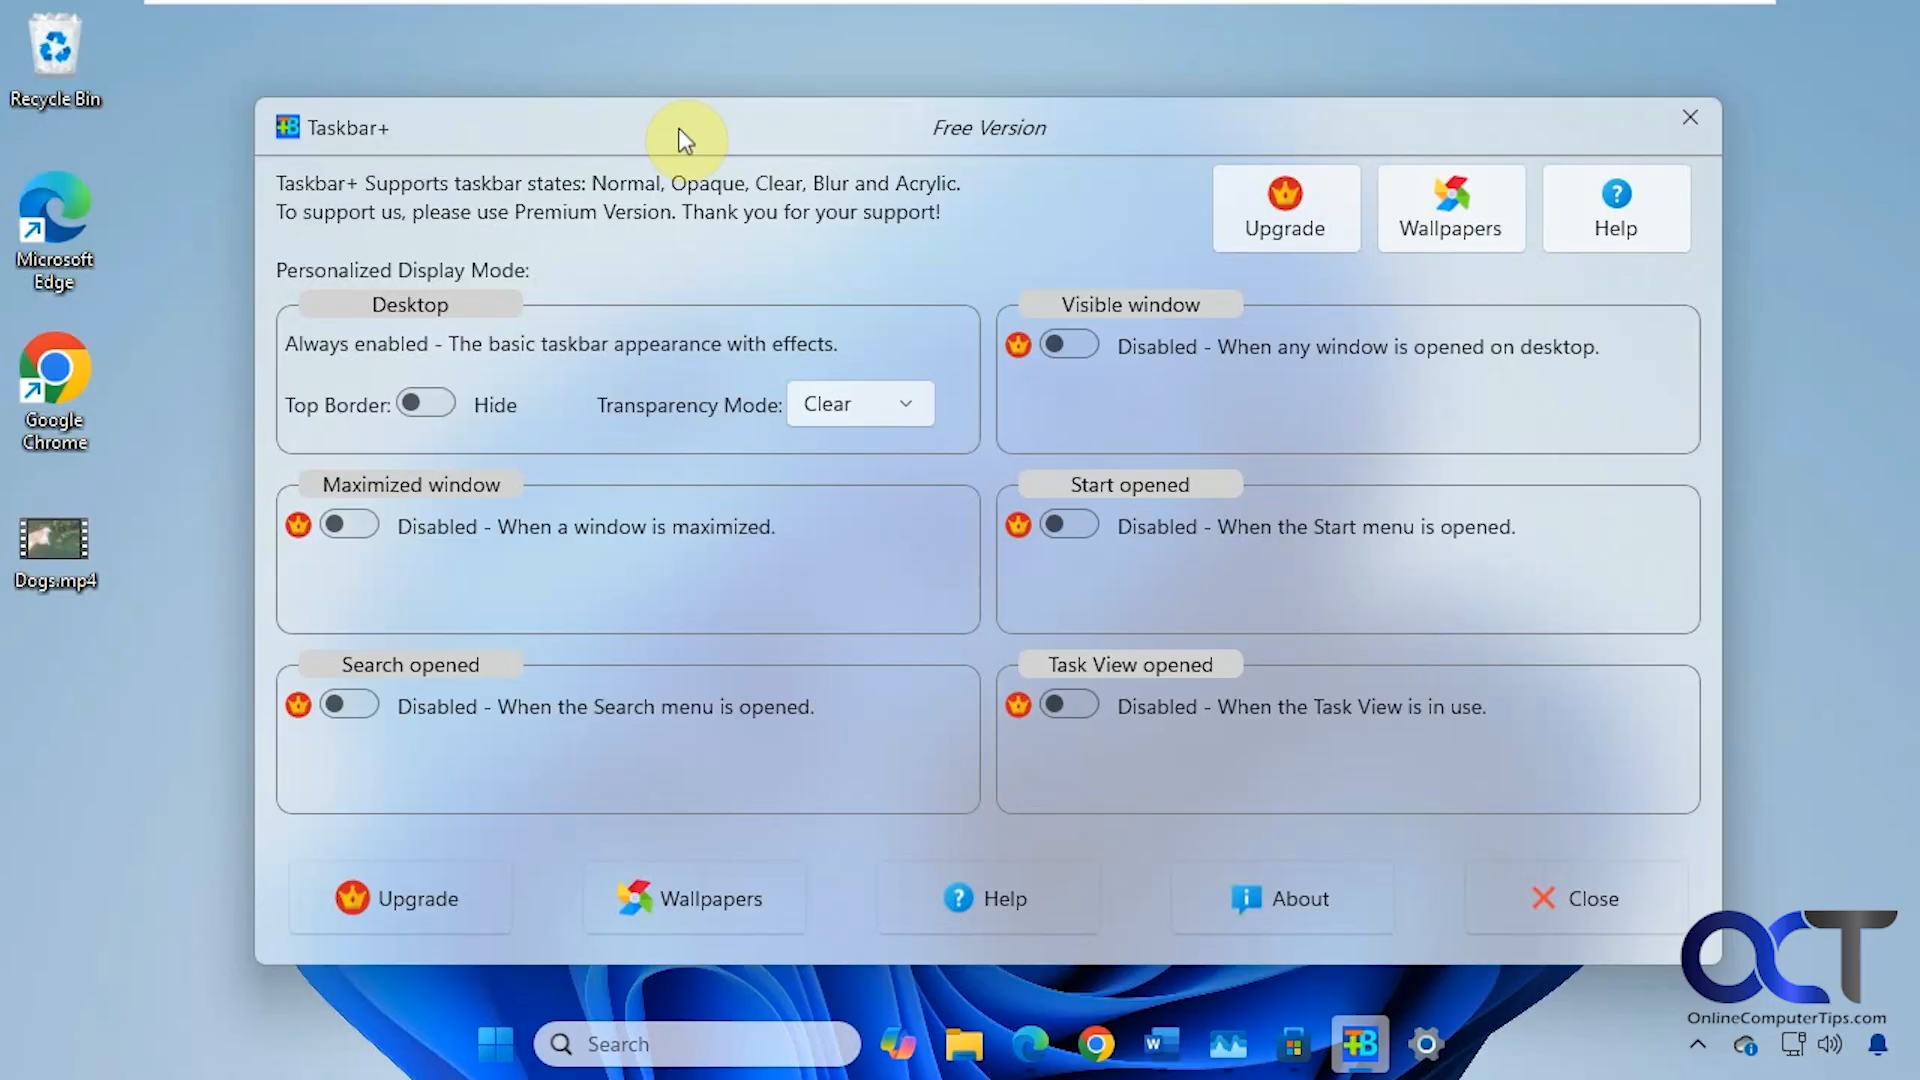 Recycle Bin
Microsoft
Edge
Google
Chrome
Dogs.mp4
Taskbar+
Free Version
Taskbar+ Supports taskbar states: Normal, Opaque, Clear, Blur and Acrylic.
To support us, please use Premium Version. Thank you for your support!
Upgrade
Wallpapers
Help
Personalized Display Mode:
Desktop
Always enabled - The basic taskbar appearance with effects.
Top Border:
Hide
Transparency Mode:
Clear
Visible window
Disabled - When any window is opened on desktop.
Maximized window
Disabled - When a window is maximized.
Start opened
Disabled - When the Start menu is opened.
Search opened
Disabled - When the Search menu is opened.
Task View opened
Disabled - When the Task View is in use.
Upgrade
Wallpapers
Help
About
Close
OCT
OnlineComputerTips.com
Search
W
TB